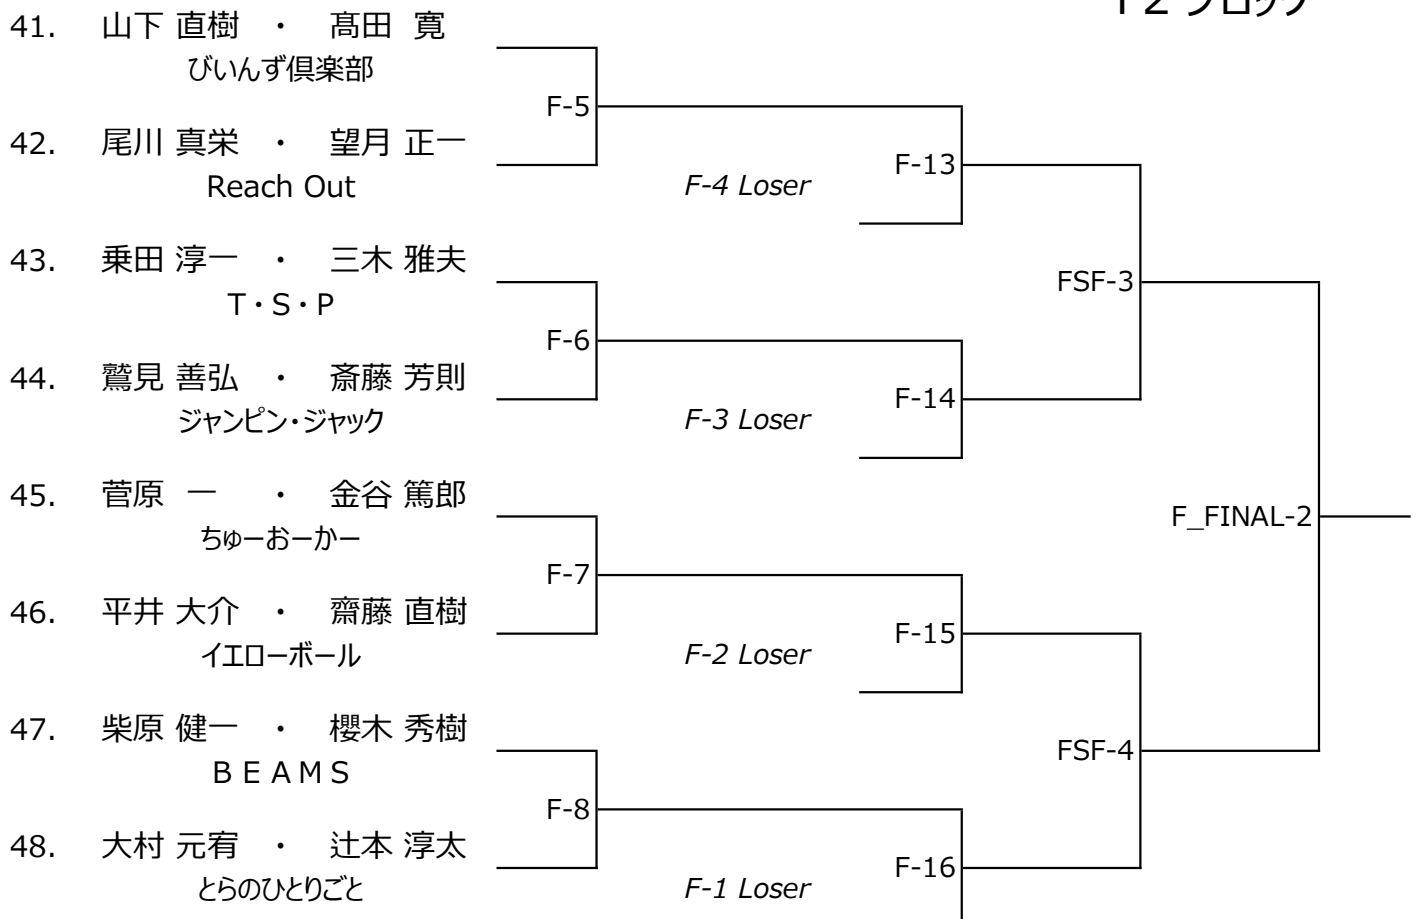 41. 山下 直樹 ・ 髙田 寛
びいんず倶楽部
F-5
42. 尾川 真栄 ・ 望月 正一
Reach Out
F-4 Loser
F-13
43. 乗田 淳一 ・ 三木 雅夫
T・S・P
FSF-3
F-6
44. 鷲見 善弘 ・ 斎藤 芳則
ジャンピン・ジャック
F-3 Loser
F-14
45. 菅原 一 ・ 金谷 篤郎
ちゅーおーかー
F_FINAL-2
F-7
46. 平井 大介 ・ 齋藤 直樹
イエローボール
F-2 Loser
F-15
47. 柴原 健一 ・ 櫻木 秀樹
ＢＥＡＭＳ
FSF-4
F-8
48. 大村 元宥 ・ 辻本 淳太
とらのひとりごと
F-1 Loser
F-16